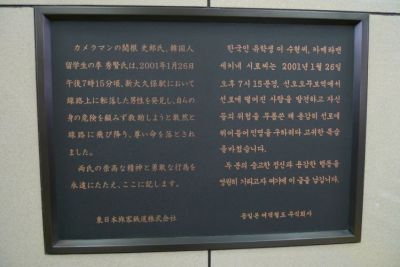 カメラマンの関根 史郎氏、韓国人
留学生の李 秀賢氏は、2001年1月26日
午後7時15分頃、新大久保駅において
線路上に転落した男性を発見し、自らの
身の危険を顧みず救助しようと敢然と
線路に飛び降り、尊い命を落とされ
ました。
両氏の崇高な精神と勇敢な行為を
永遠にたたえ、ここに記します。
東日本旅客鉄道株式会社
한국인 유학생 이 수현씨, 카메라맨
세키네 시로씨는 2001년 1월 26일
오후 7시 15분경, 신오오쿠보역에서
선로에 떨어진 사람을 발견하고 자신
들의 위험을 무릅쓴 채 용감히 선로에
뛰어들어 인명을 구하려다 고귀한 목숨
을 바쳤습니다.
두 분의 숭고한 정신과 용감한 행동을
영원히 기리고자 여기에 이 글을 남깁니다.
동일본 여객철도 주식회사